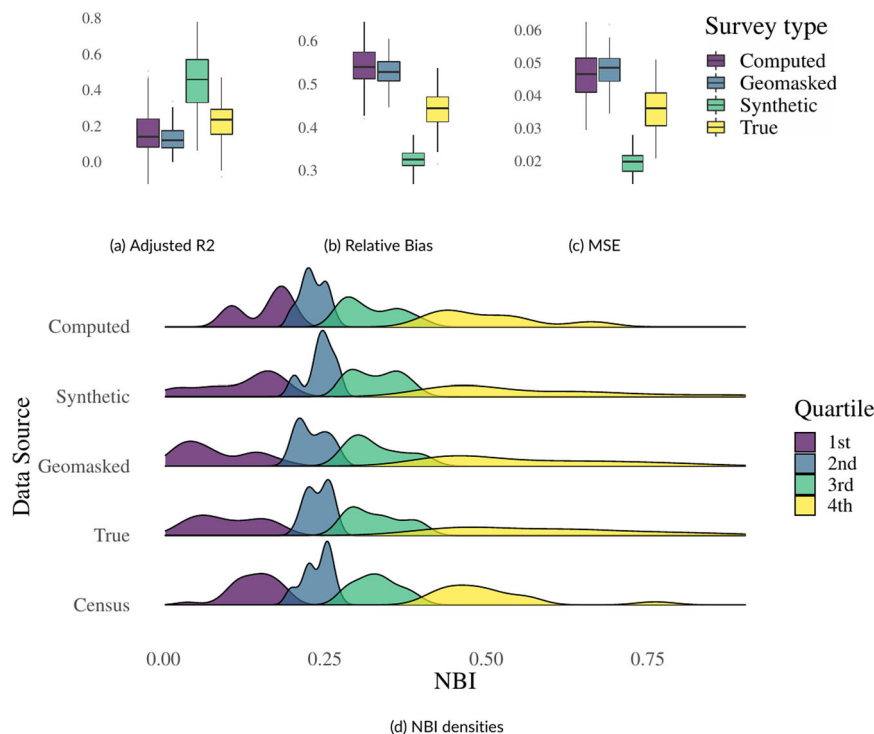 0.8
0.6
0.4
0.2
0.0
0.6
0.5
0.4
0.3
0.06
0.05
0.04
0.03
0.02
Survey type
Computed
Geomasked
Synthetic
True
(a) Adjusted R2
(b) Relative Bias
(c) MSE
Data Source
Computed
Synthetic
Geomasked
True
Census
0.00 0.25 0.50 0.75
NBI
Quartile
1st
2nd
3rd
4th
(d) NBI densities